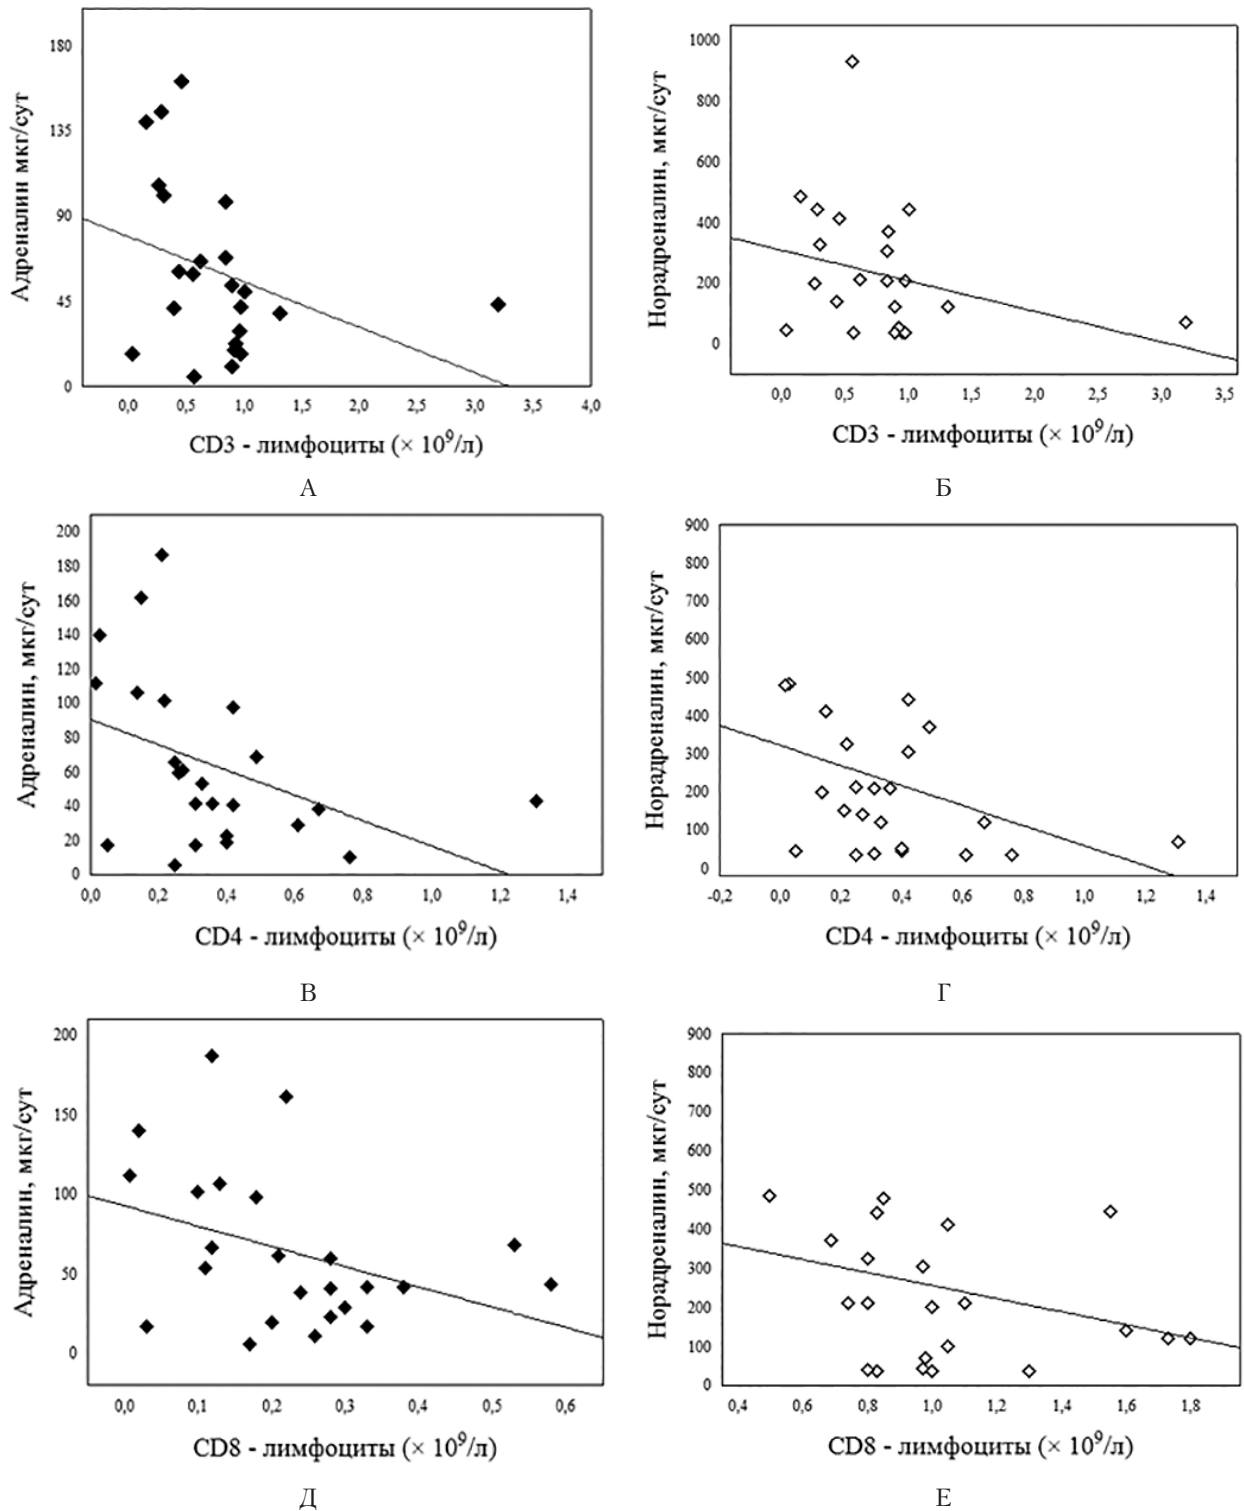 Адреналин мкг/сут
180
135
90
45
0
0,0 0,5 1,0 1,5 2,0 2,5 3,0 3,5 4,0
CD3 - лимфоциты (× 10⁹/л)
А
Норадреналин, мкг/сут
1000
800
600
400
200
0
0,0 0,5 1,0 1,5 2,0 2,5 3,0 3,5
CD3 - лимфоциты (× 10⁹/л)
Б
Адреналин, мкг/сут
200
180
160
140
120
100
80
60
40
20
0
0,0 0,2 0,4 0,6 0,8 1,0 1,2 1,4
CD4 - лимфоциты (× 10⁹/л)
В
Норадреналин, мкг/сут
900
800
700
600
500
400
300
200
100
0
-0,2 0,0 0,2 0,4 0,6 0,8 1,0 1,2 1,4
CD4 - лимфоциты (× 10⁹/л)
Г
Адреналин, мкг/сут
200
150
100
50
0
0,0 0,1 0,2 0,3 0,4 0,5 0,6
CD8 - лимфоциты (× 10⁹/л)
Д
Норадреналин, мкг/сут
900
800
700
600
500
400
300
200
100
0
0,4 0,6 0,8 1,0 1,2 1,4 1,6 1,8
CD8 - лимфоциты (× 10⁹/л)
Е